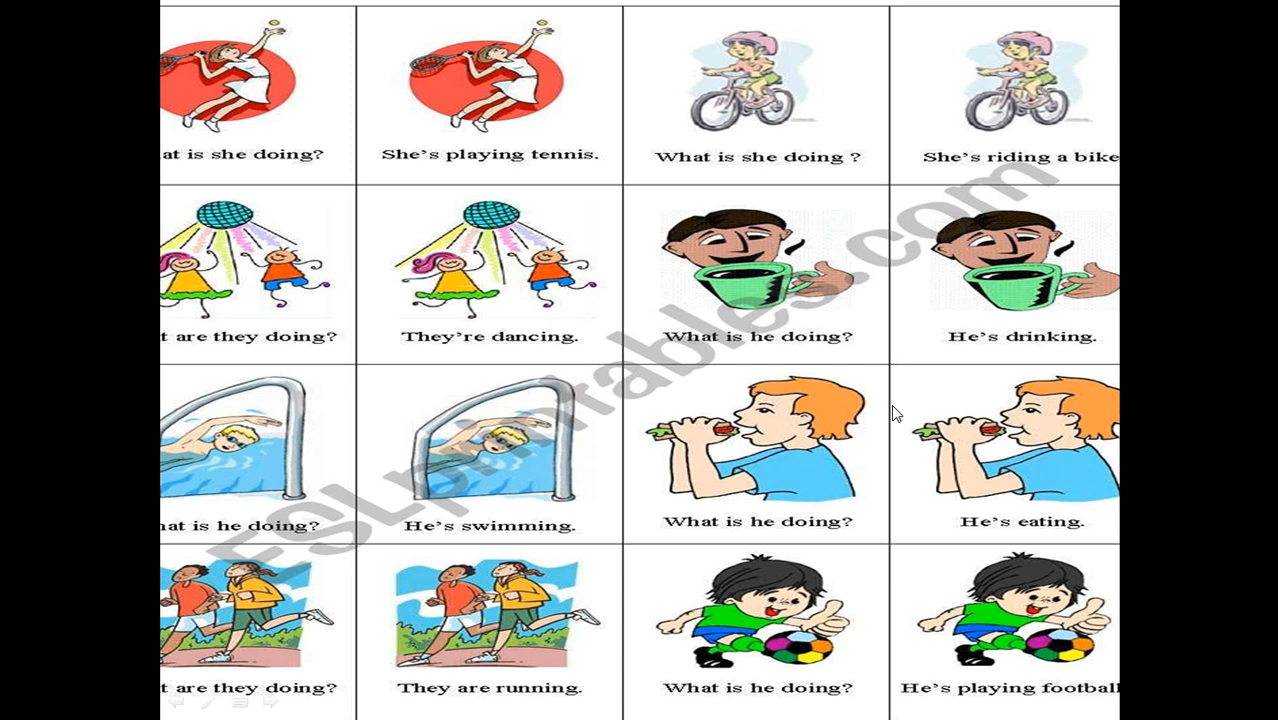 at is she doing?
She's playing tennis.
What is she doing ?
She's riding a bike
t are they doing?
They're dancing.
What is he doing?
He's drinking.
hat is he doing?
He's swimming.
What is he doing?
He's eating.
t are they doing?
They are running.
What is he doing?
He's playing football
ESLprintables.com